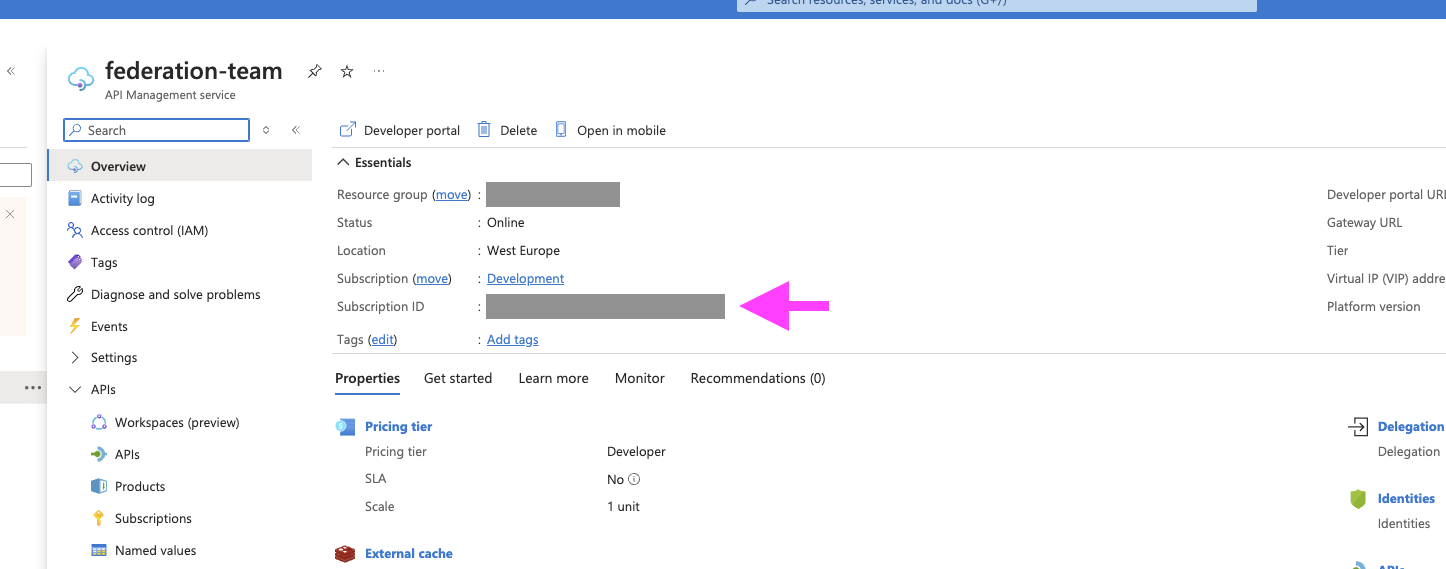 Search resources, services, and docs (G+/)
federation-team
API Management service
Search
Overview
Activity log
Access control (IAM)
Tags
Diagnose and solve problems
Events
Settings
APIs
Workspaces (preview)
APIs
Products
Subscriptions
Named values
Developer portal
Delete
Open in mobile
Essentials
Resource group (move) :
Status : Online
Location : West Europe
Subscription (move) : Development
Subscription ID :
Tags (edit) : Add tags
Developer portal URL
Gateway URL
Tier
Virtual IP (VIP) addre
Platform version
Properties
Get started
Learn more
Monitor
Recommendations (0)
Pricing tier
Pricing tier Developer
SLA No
Scale 1 unit
External cache
Delegation
Delegation
Identities
Identities
APIs